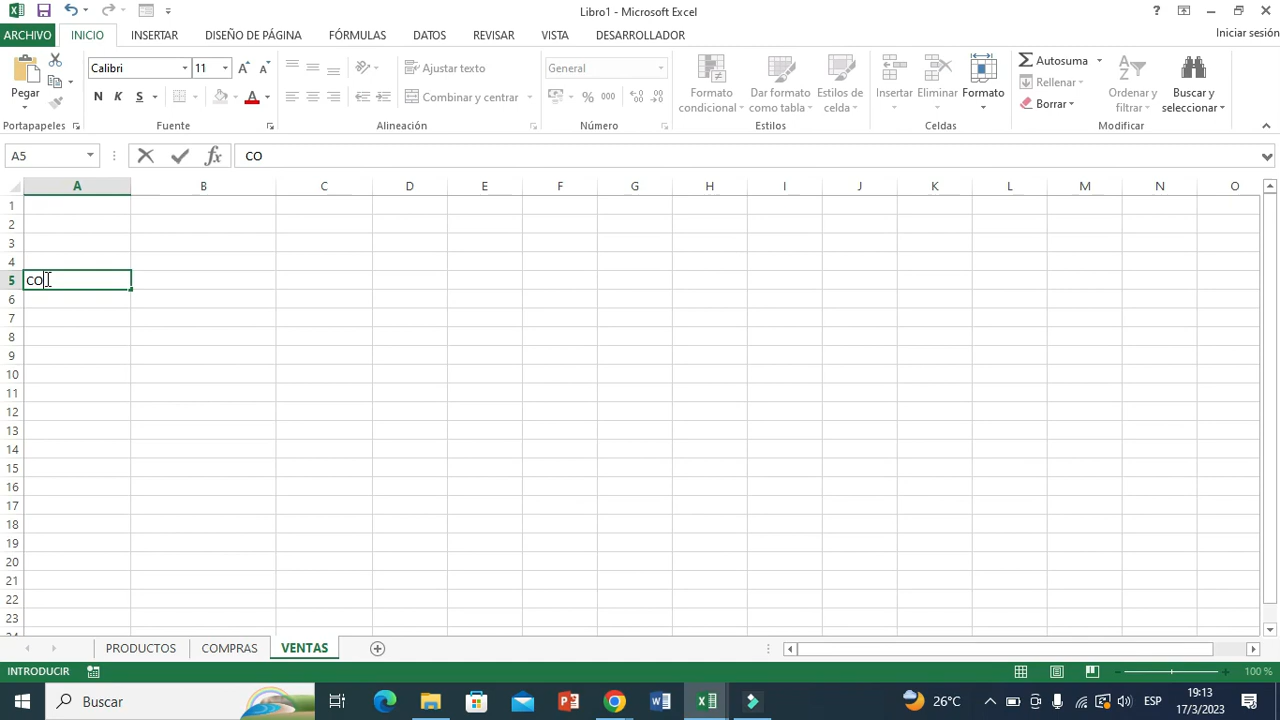 Libro1 - Microsoft Excel
?
ARCHIVO INICIO INSERTAR DISEÑO DE PÁGINA FÓRMULAS DATOS REVISAR VISTA DESARROLLADOR Iniciar sesión
Pegar
Portapapeles
Calibri 11
N K S A
Fuente
Ajustar texto
Combinar y centrar
Alineación
General
% 000
Número
Formato condicional
Dar formato como tabla
Estilos de celda
Estilos
Insertar Eliminar Formato
Celdas
Autosuma
Rellenar
Borrar
Ordenar y filtrar
Buscar y seleccionar
Modificar
A5 fx CO
A B C D E F G H I J K L M N O
1
2
3
4
5 CO
6
7
8
9
10
11
12
13
14
15
16
17
18
19
20
21
22
23
24
PRODUCTOS COMPRAS VENTAS
INTRODUCIR 100 %
Buscar 26°C ESP 19:13
17/3/2023